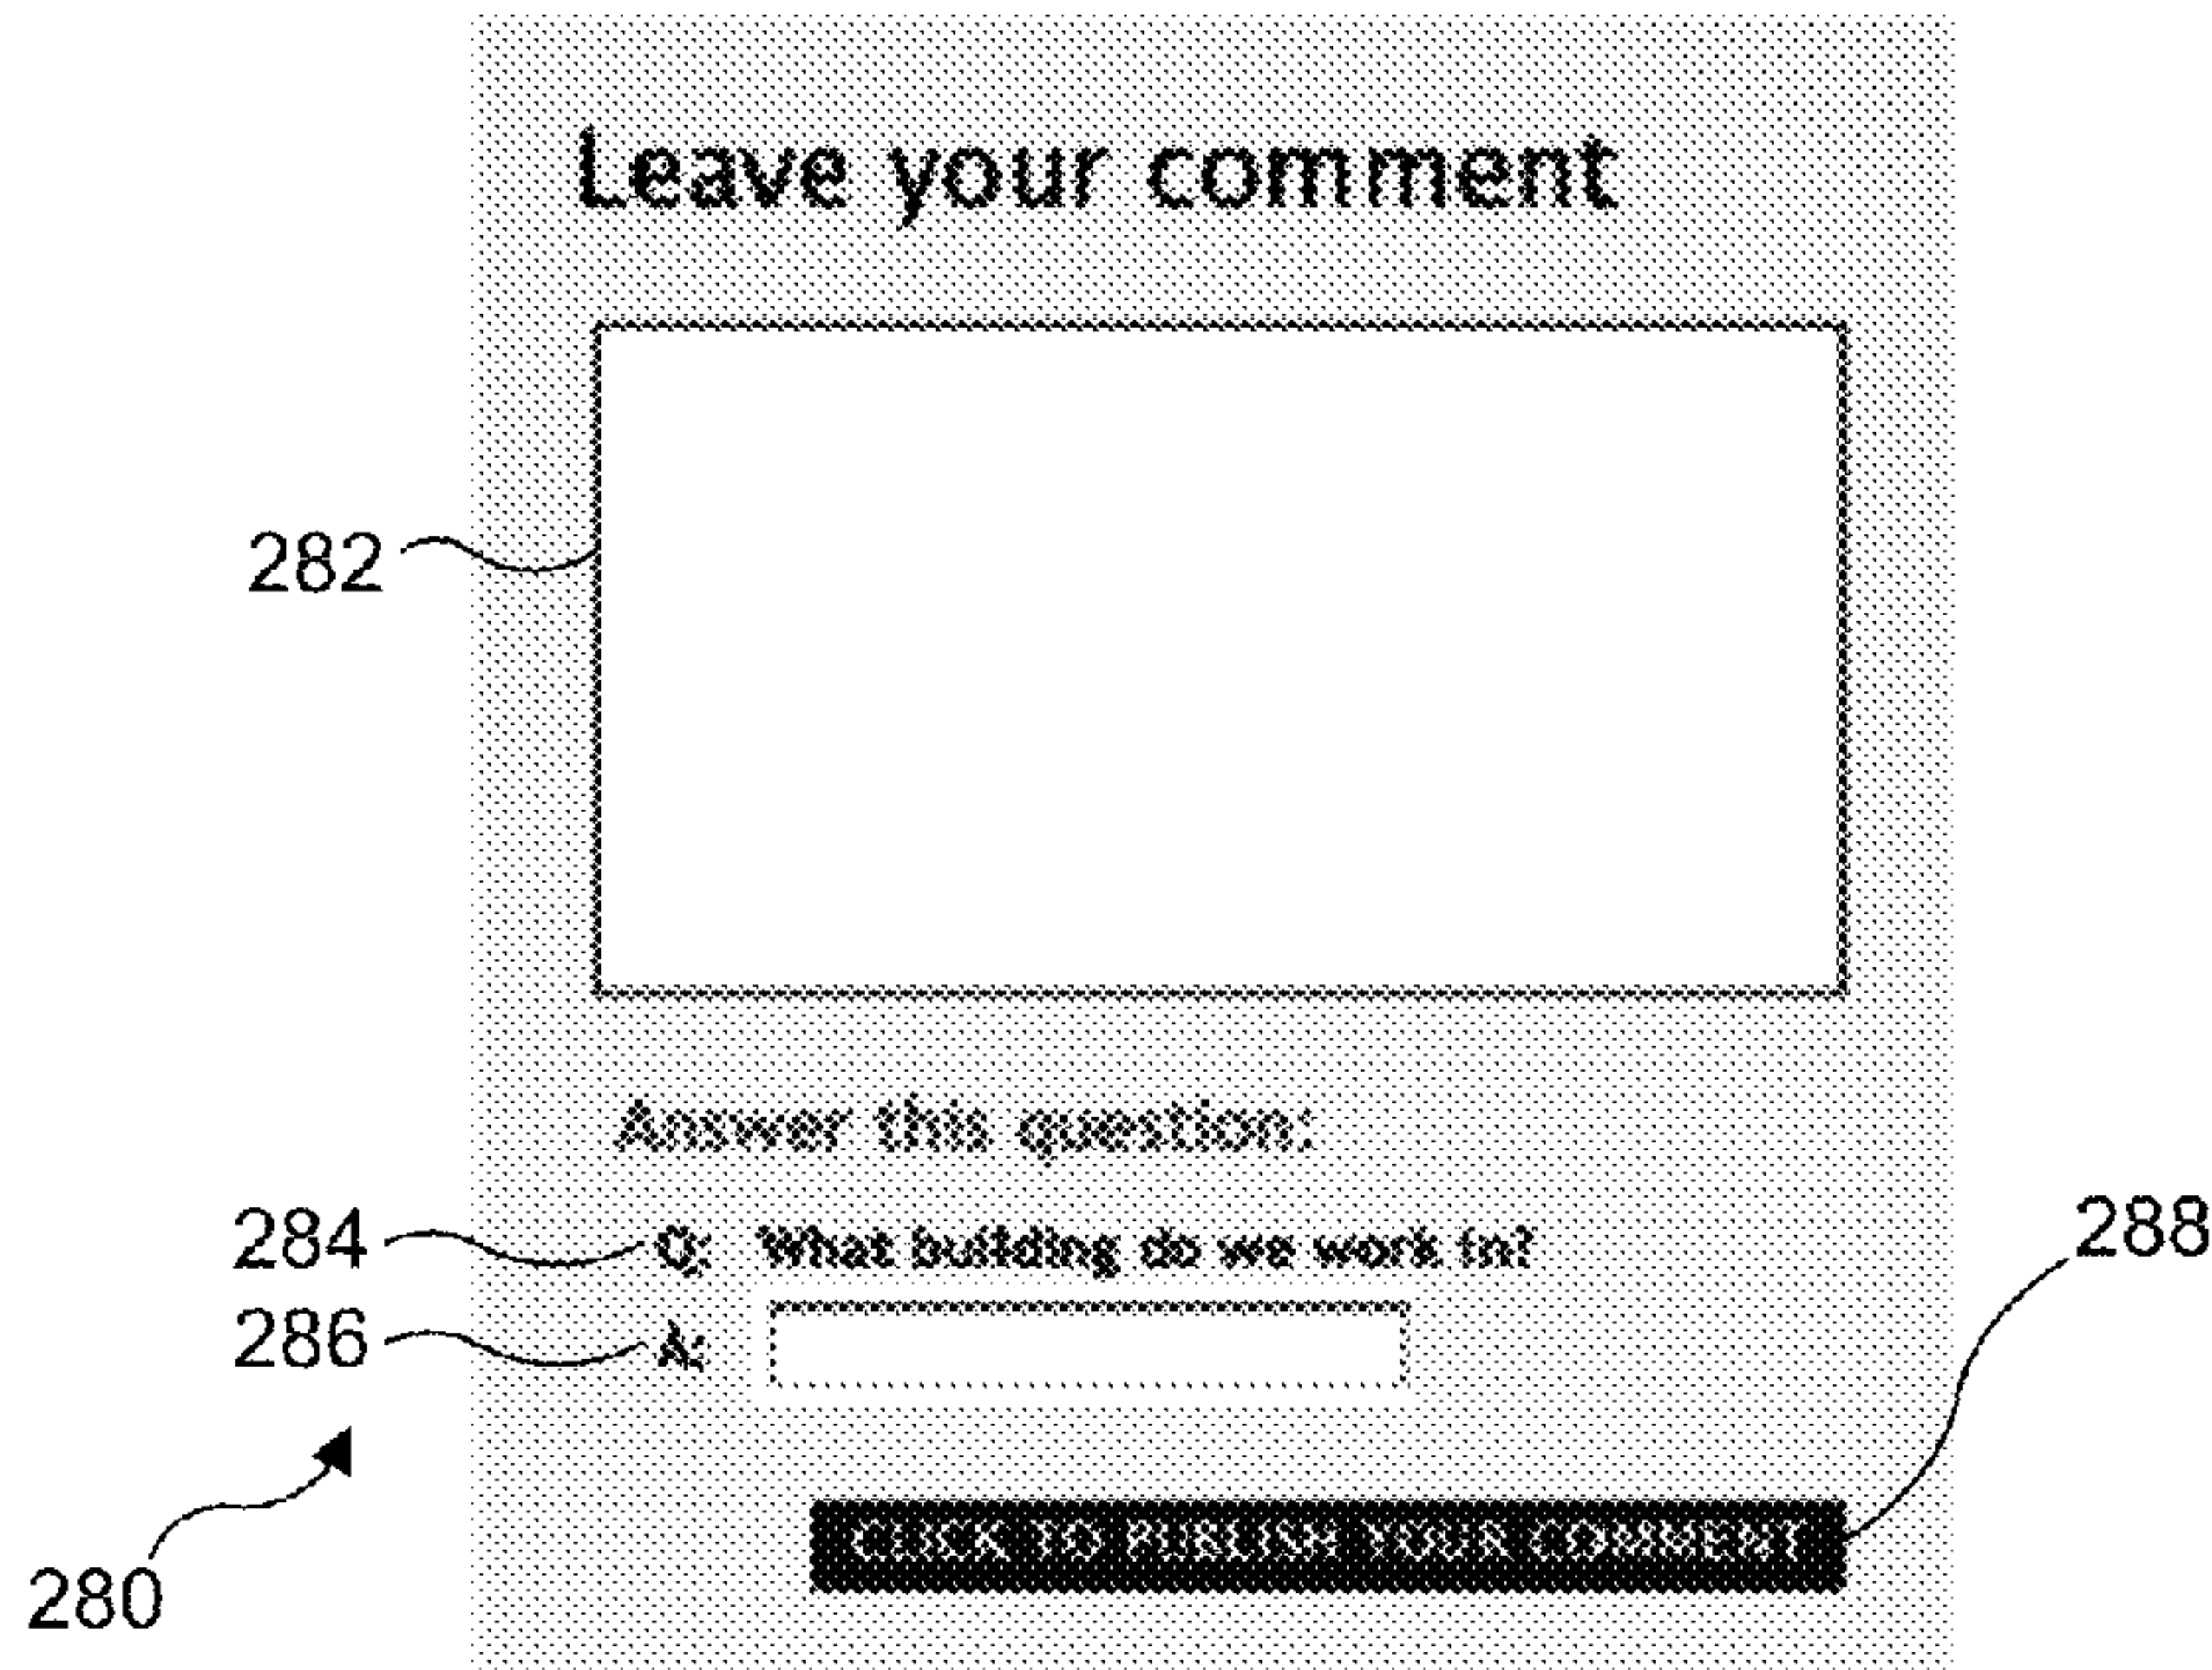 Leave your comment
282
Answer this question:
284 Q: What building do we work in?
288
286 A:
CLICK TO PUBLISH YOUR COMMENT
280